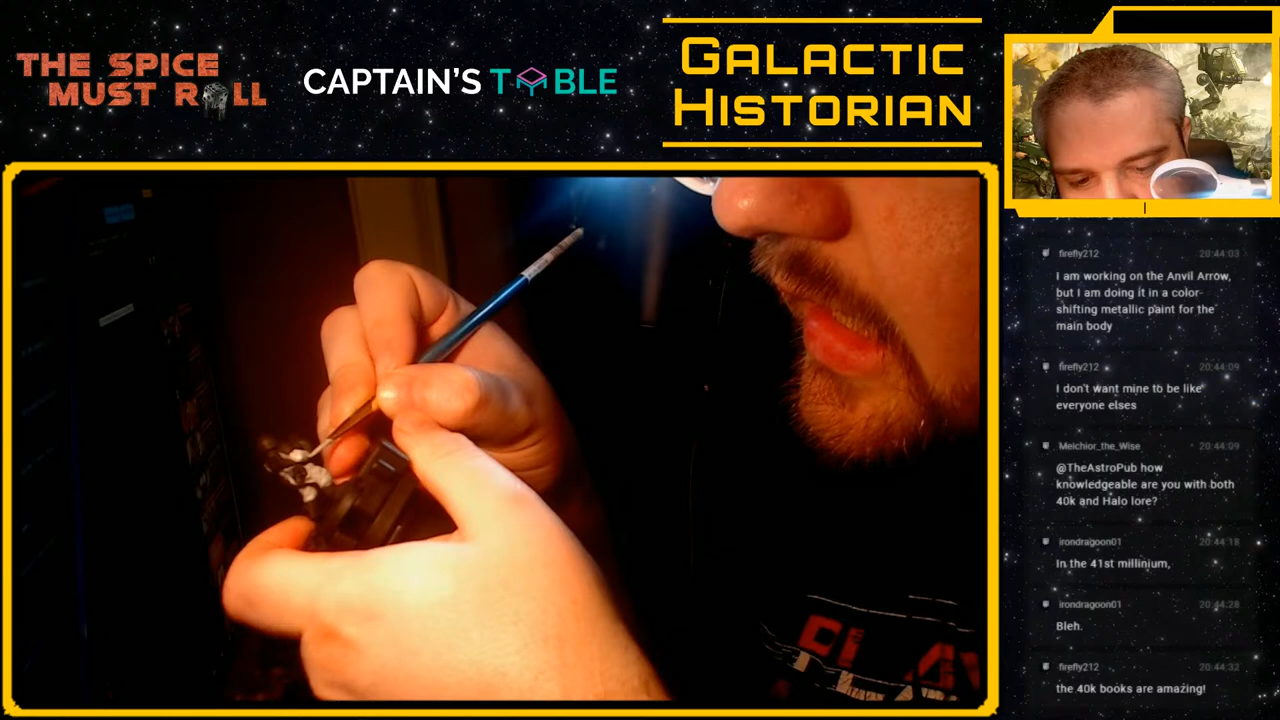 THE SPICE
MUST ROLL
CAPTAIN'S TABLE
GALACTIC
HISTORIAN
firefly212 20:44:03
I am working on the Anvil Arrow,
but I am doing it in a color-
shifting metallic paint for the
main body
firefly212 20:44:09
I don't want mine to be like
everyone elses
Melchior_the_Wise 20:44:09
@TheAstroPub how
knowledgeable are you with both
40k and Halo lore?
irondragoon01 20:44:18
In the 41st millinium,
irondragoon01 20:44:28
Bleh.
firefly212 20:44:32
the 40k books are amazing!